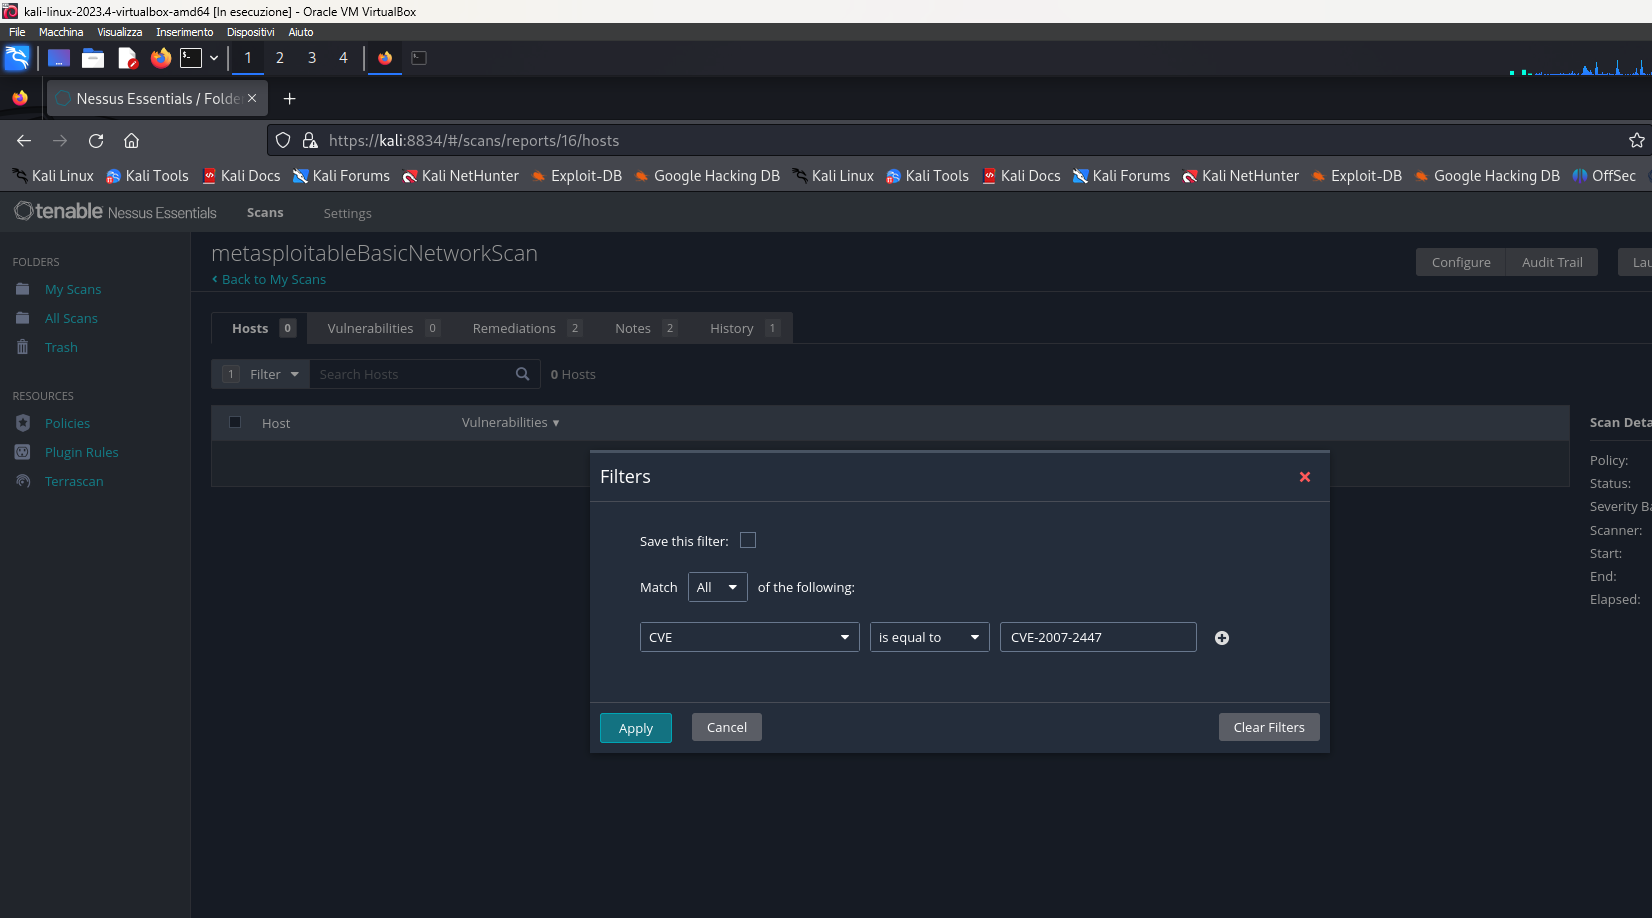 kali-linux-2023.4-virtualbox-amd64 [In esecuzione] - Oracle VM VirtualBox
File Macchina Visualizza Inserimento Dispositivi Aiuto
1 2 3 4
Nessus Essentials / Folde
https://kali:8834/#/scans/reports/16/hosts
Kali Linux Kali Tools Kali Docs Kali Forums Kali NetHunter Exploit-DB Google Hacking DB Kali Linux Kali Tools Kali Docs Kali Forums Kali NetHunter Exploit-DB Google Hacking DB OffSec
tenable Nessus Essentials Scans Settings
FOLDERS
My Scans
All Scans
Trash
RESOURCES
Policies
Plugin Rules
Terrascan
metasploitableBasicNetworkScan
Back to My Scans
Configure Audit Trail Lau
Hosts 0 Vulnerabilities 0 Remediations 2 Notes 2 History 1
1 Filter Search Hosts 0 Hosts
Host Vulnerabilities
Scan Deta
Policy:
Status:
Severity Ba
Scanner:
Start:
End:
Elapsed:
Filters
Save this filter:
Match All of the following:
CVE is equal to CVE-2007-2447
Apply Cancel Clear Filters